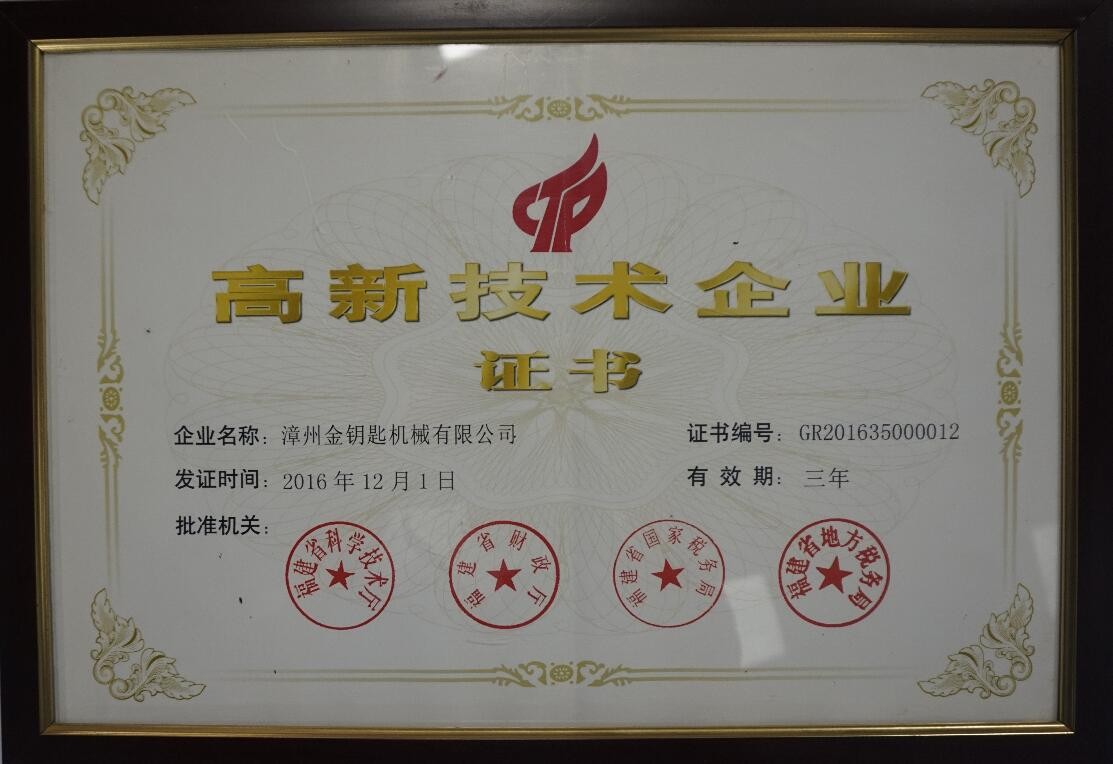 高新技术企业
证书
企业名称：漳州金钥匙机械有限公司
证书编号：GR201635000012
发证时间：2016年12月1日
有效期：三年
批准机关：
福建省科学技术厅
福建省财政厅
福建省国家税务局
福建省地方税务局